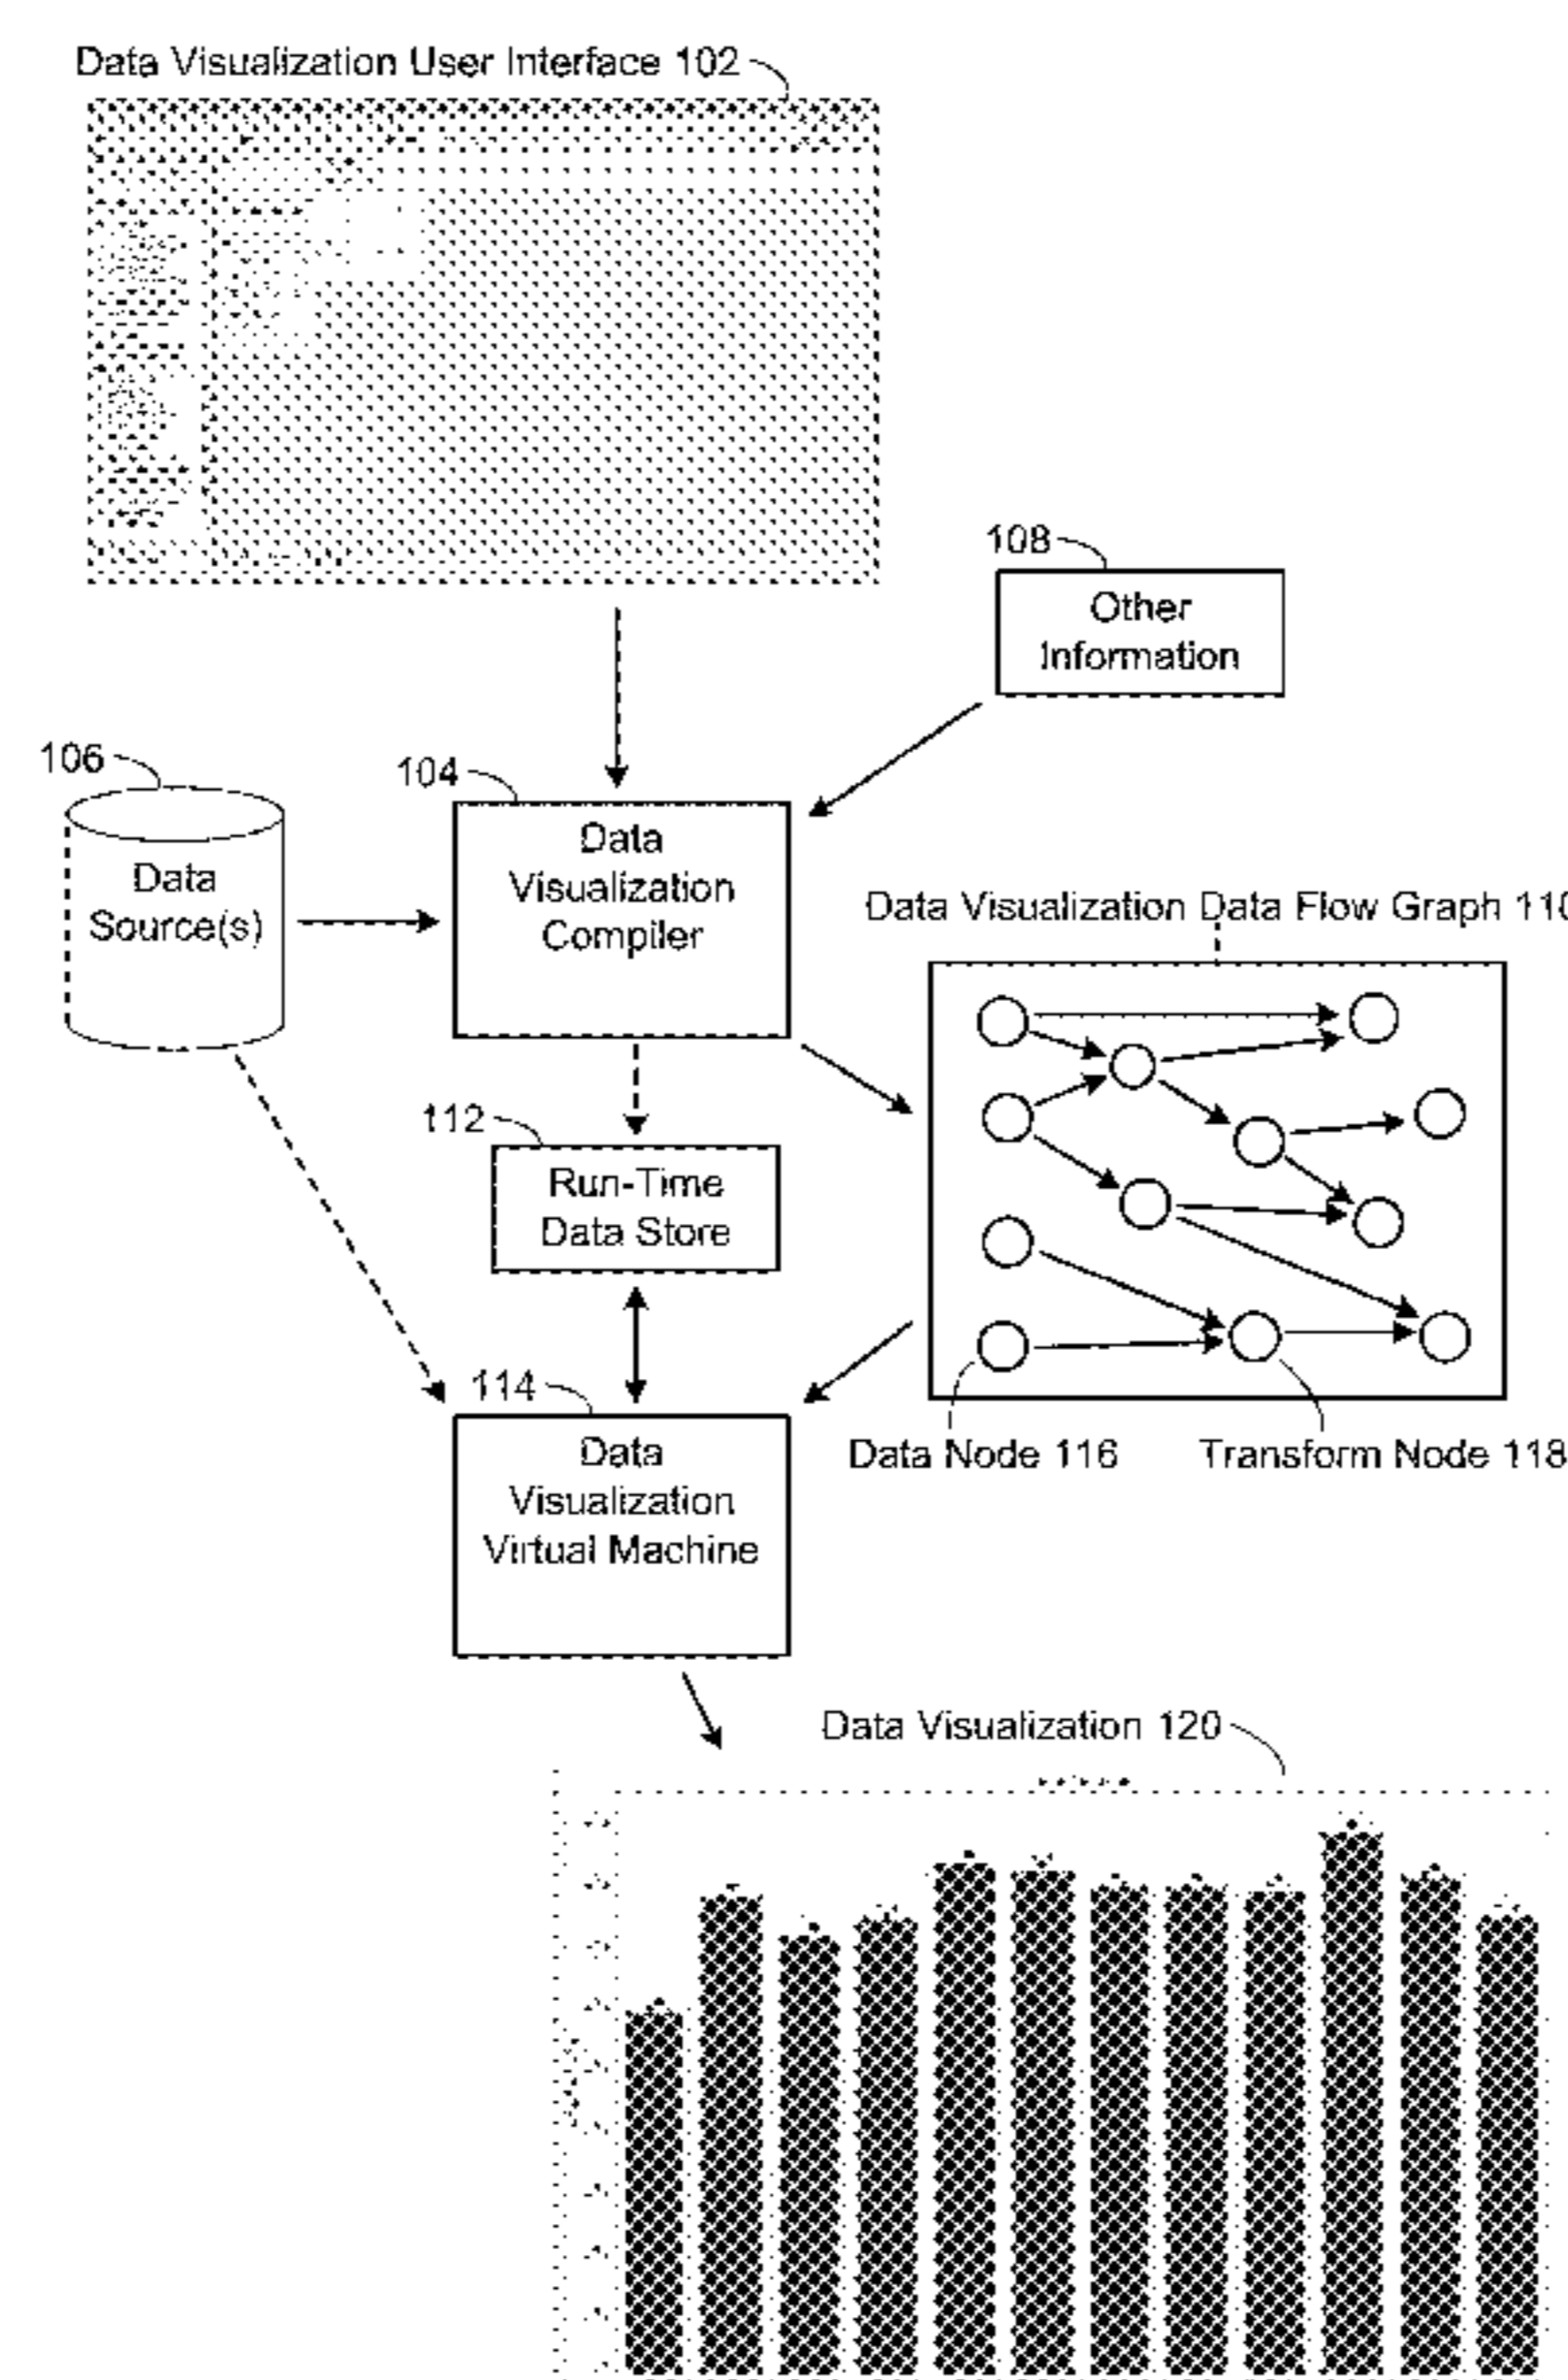 Data Visualization User Interface 102
108
Other
Information
106
104
Data
Source(s)
Data
Visualization
Compiler
Data Visualization Data Flow Graph 110
112
Run-Time
Data Store
114
Data
Visualization
Virtual Machine
Data Node 116
Transform Node 118
Data Visualization 120